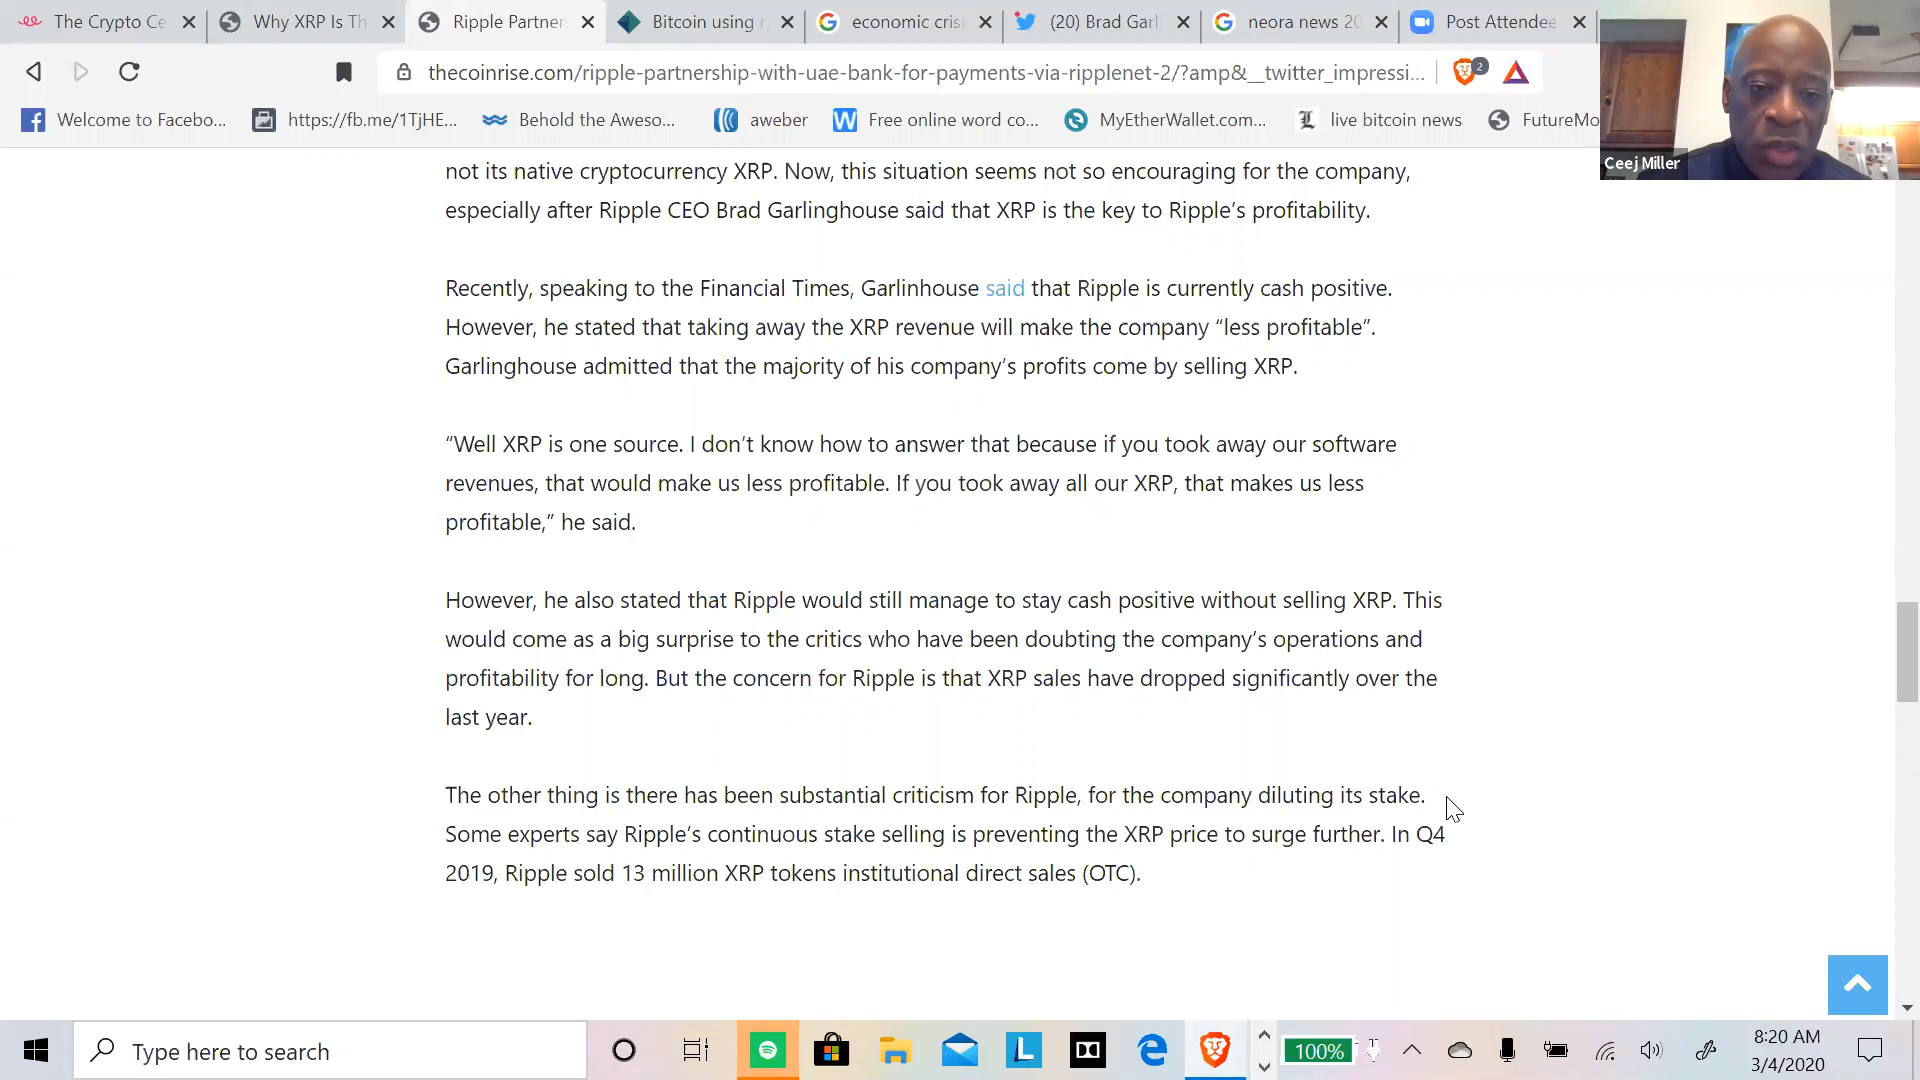 The Crypto Ce
Why XRP Is Th
Ripple Partner
Bitcoin using
economic cris
(20) Brad Garl
neora news 20
Post Attendee
thecoinrise.com/ripple-partnership-with-uae-bank-for-payments-via-ripplenet-2/?amp&__twitter_impressi...
2
Welcome to Facebo...
https://fb.me/1TjHE...
Behold the Aweso...
aweber
Free online word co...
MyEtherWallet.com...
live bitcoin news
FutureMo
Ceej Miller
not its native cryptocurrency XRP. Now, this situation seems not so encouraging for the company,
especially after Ripple CEO Brad Garlinghouse said that XRP is the key to Ripple’s profitability.
Recently, speaking to the Financial Times, Garlinhouse said that Ripple is currently cash positive.
However, he stated that taking away the XRP revenue will make the company “less profitable”.
Garlinghouse admitted that the majority of his company’s profits come by selling XRP.
“Well XRP is one source. I don’t know how to answer that because if you took away our software
revenues, that would make us less profitable. If you took away all our XRP, that makes us less
profitable,” he said.
However, he also stated that Ripple would still manage to stay cash positive without selling XRP. This
would come as a big surprise to the critics who have been doubting the company’s operations and
profitability for long. But the concern for Ripple is that XRP sales have dropped significantly over the
last year.
The other thing is there has been substantial criticism for Ripple, for the company diluting its stake.
Some experts say Ripple’s continuous stake selling is preventing the XRP price to surge further. In Q4
2019, Ripple sold 13 million XRP tokens institutional direct sales (OTC).
Type here to search
100%
8:20 AM
3/4/2020